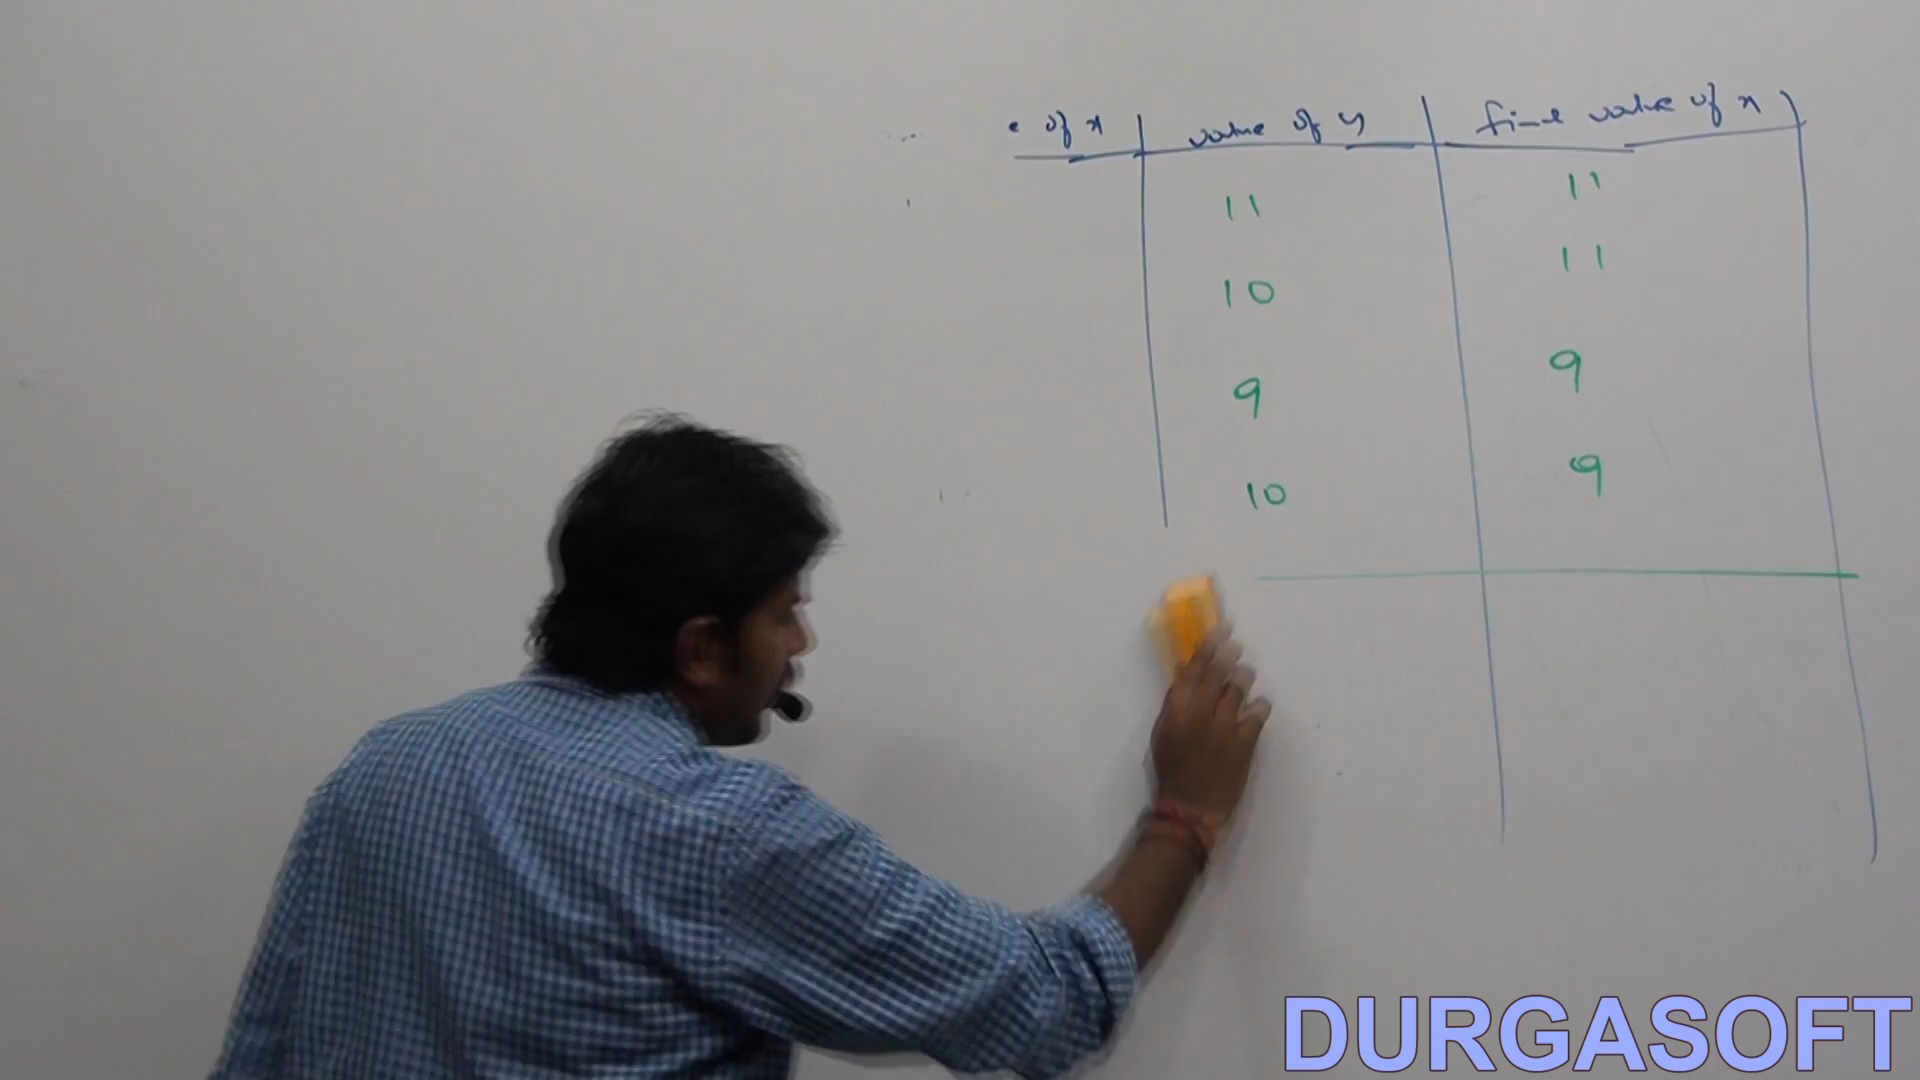 e of x value of y final value of x
11 11
10 11
9 9
10 9
DURGASOFT